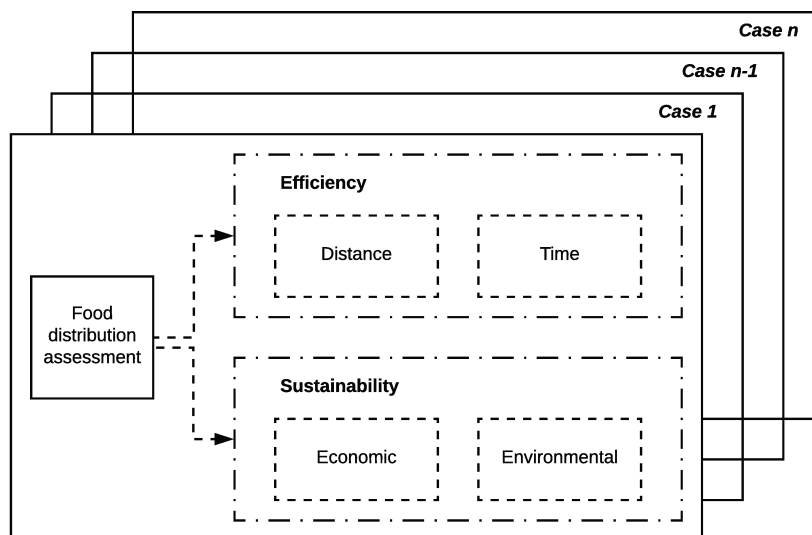 Case n
Case n-1
Case 1
Efficiency
Distance
Time
Food
distribution
assessment
Sustainability
Economic
Environmental